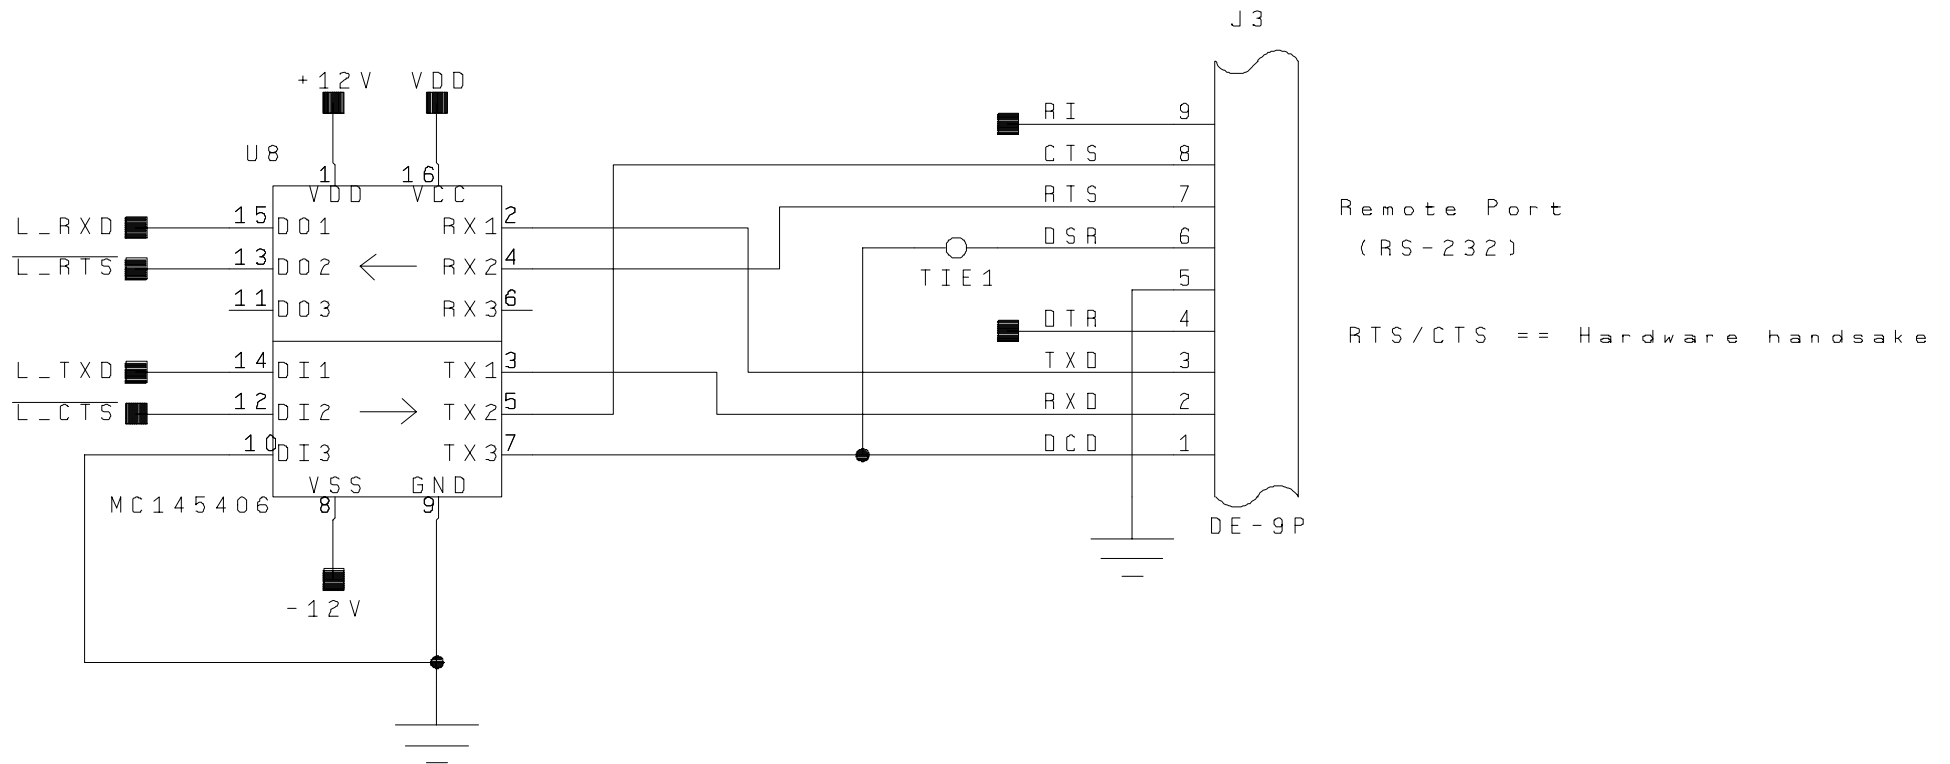 J3
+12V VDD
RI 9
U8
CTS 8
1 16
VDD VCC
RTS 7
L_RXD 15 DO1 RX1 2
Remote Port
DSR 6
(RS-232)
L_RTS 13 DO2 RX2 4
TIE1
5
11 DO3 RX3 6
DTR 4
RTS/CTS == Hardware handsake
L_TXD 14 DI1 TX1 3
TXD 3
L_CTS 12 DI2 TX2 5
RXD 2
10 DI3 TX3 7
DCD 1
VSS GND
MC145406 8 9
DE-9P
-12V